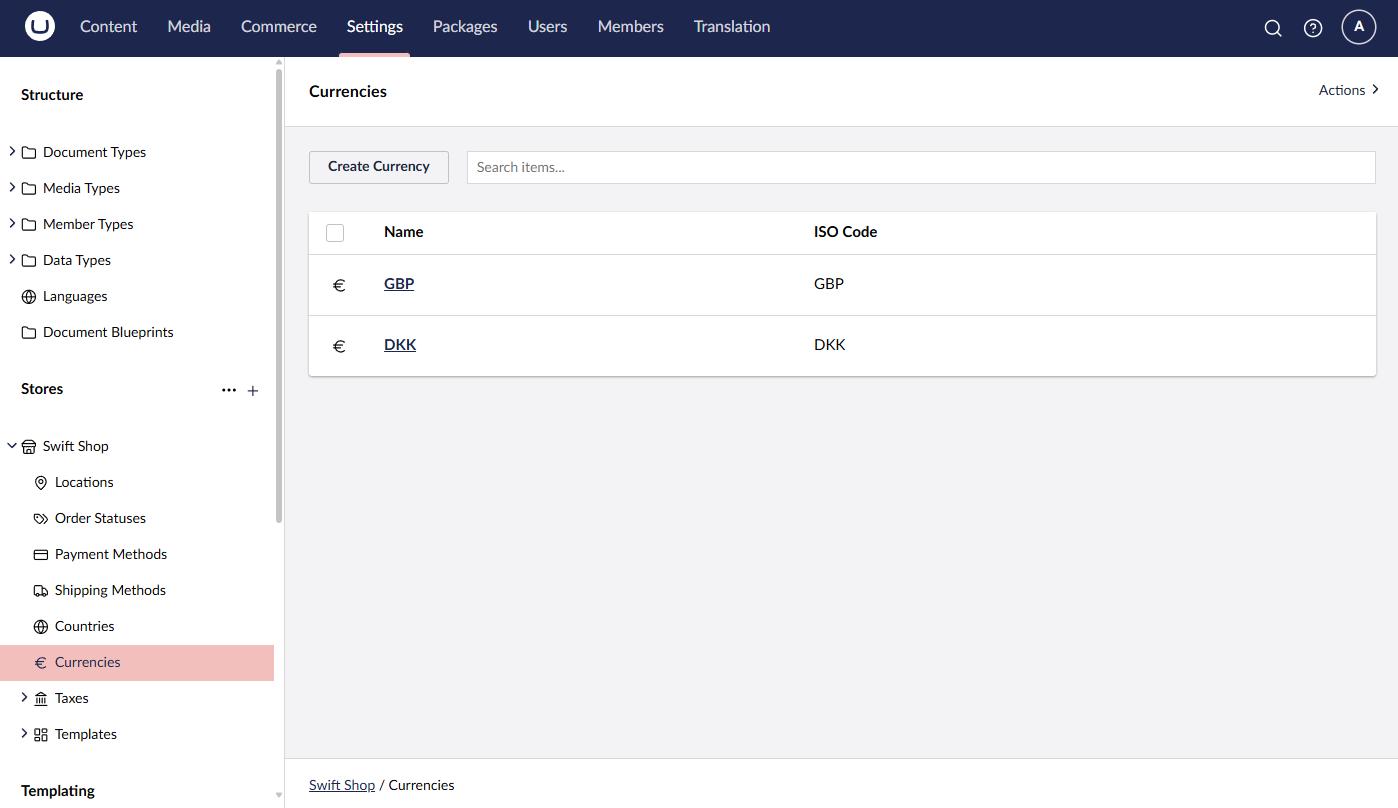 Content Media Commerce Settings Packages Users Members Translation A
Structure
Document Types
Media Types
Member Types
Data Types
Languages
Document Blueprints
Stores
Swift Shop
Locations
Order Statuses
Payment Methods
Shipping Methods
Countries
Currencies
Taxes
Templates
Templating
Currencies
Actions
Create Currency
Search items...
Name ISO Code
€ GBP GBP
€ DKK DKK
Swift Shop / Currencies